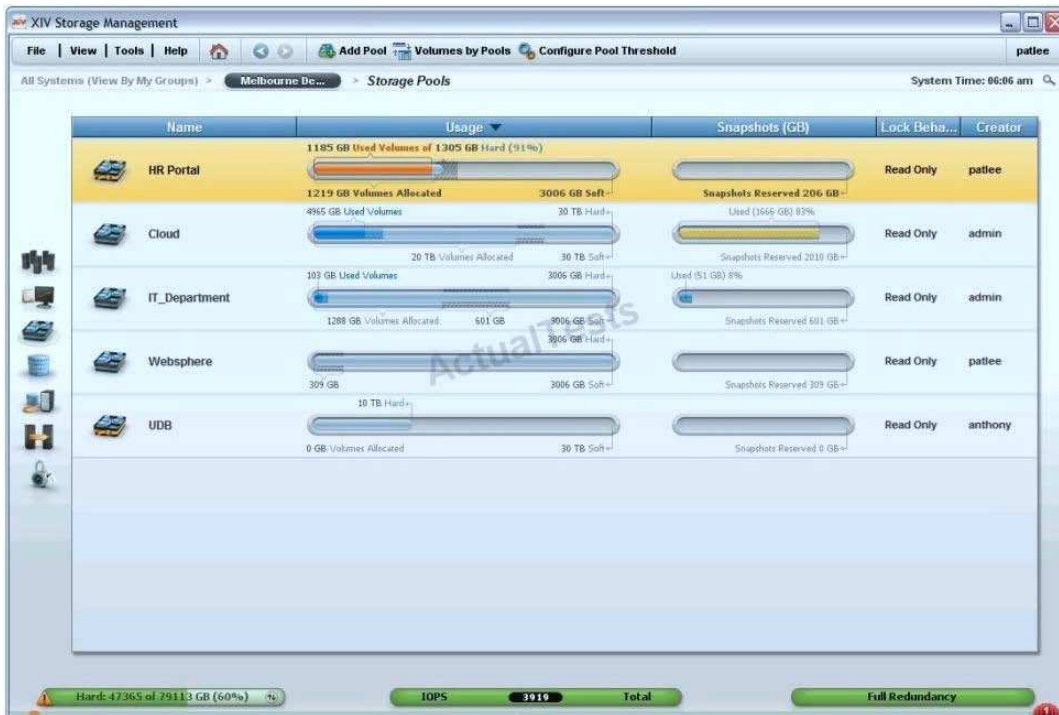 XIV Storage Management
File | View | Tools | Help Add Pool Volumes by Pools Configure Pool Threshold patlee
All Systems (View By My Groups) > Melbourne De... > Storage Pools System Time: 06:06 am
Name Usage Snapshots (GB) Lock Beha... Creator
1185 GB Used Volumes of 1305 GB Hard (91%)
HR Portal Read Only patlee
1219 GB Volumes Allocated 3006 GB Soft Snapshots Reserved 206 GB
4965 GB Used Volumes 30 TB Hard Used (1666 GB) 83%
Cloud Read Only admin
20 TB Volumes Allocated 30 TB Soft Snapshots Reserved 2010 GB
103 GB Used Volumes 3006 GB Hard Used (51 GB) 8%
IT_Department Read Only admin
1288 GB Volumes Allocated 601 GB 3006 GB Soft Snapshots Reserved 601 GB
3006 GB Hard
Websphere Read Only patlee
309 GB 3006 GB Soft Snapshots Reserved 309 GB
10 TB Hard
UDB Read Only anthony
0 GB Volumes Allocated 30 TB Soft Snapshots Reserved 0 GB
ActualTests
Hard: 47365 of 79113 GB (60%) IOPS 3919 Total Full Redundancy
1